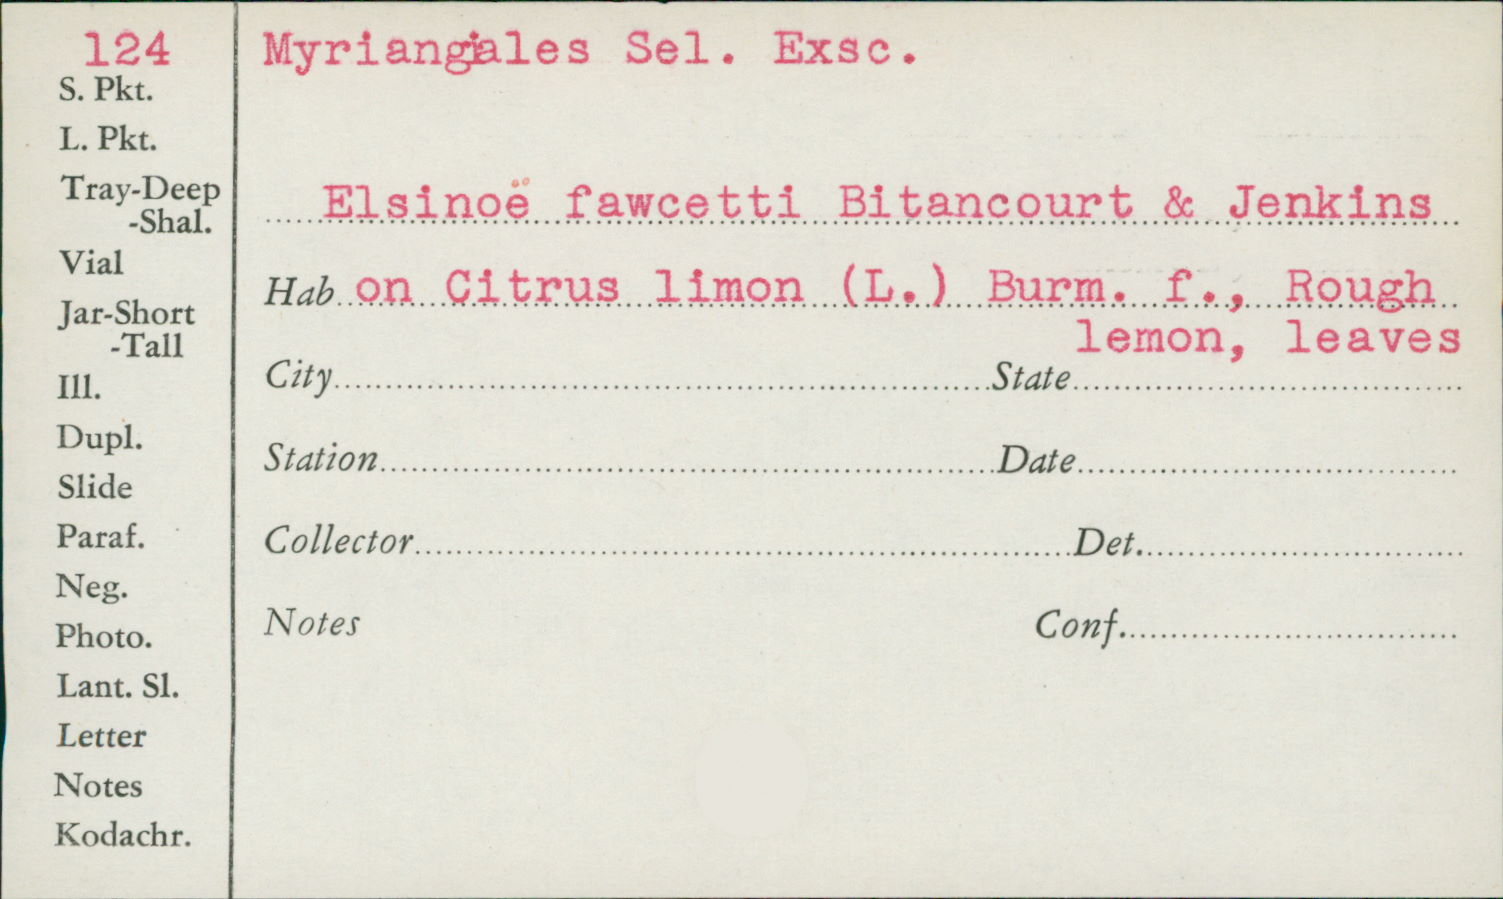 124
Myriangiales Sel. Exsc.
S. Pkt.
L. Pkt.
Tray-Deep
-Shal.
Vial
Jar-Short
-Tall
Ill.
Dupl.
Slide
Paraf.
Neg.
Photo.
Lant. Sl.
Letter
Notes
Kodachr.
Elsinoë fawcetti Bitancourt & Jenkins
Hab on Citrus limon (L.) Burm. f., Rough
lemon, leaves
City State
Station Date
Collector Det.
Notes Conf.